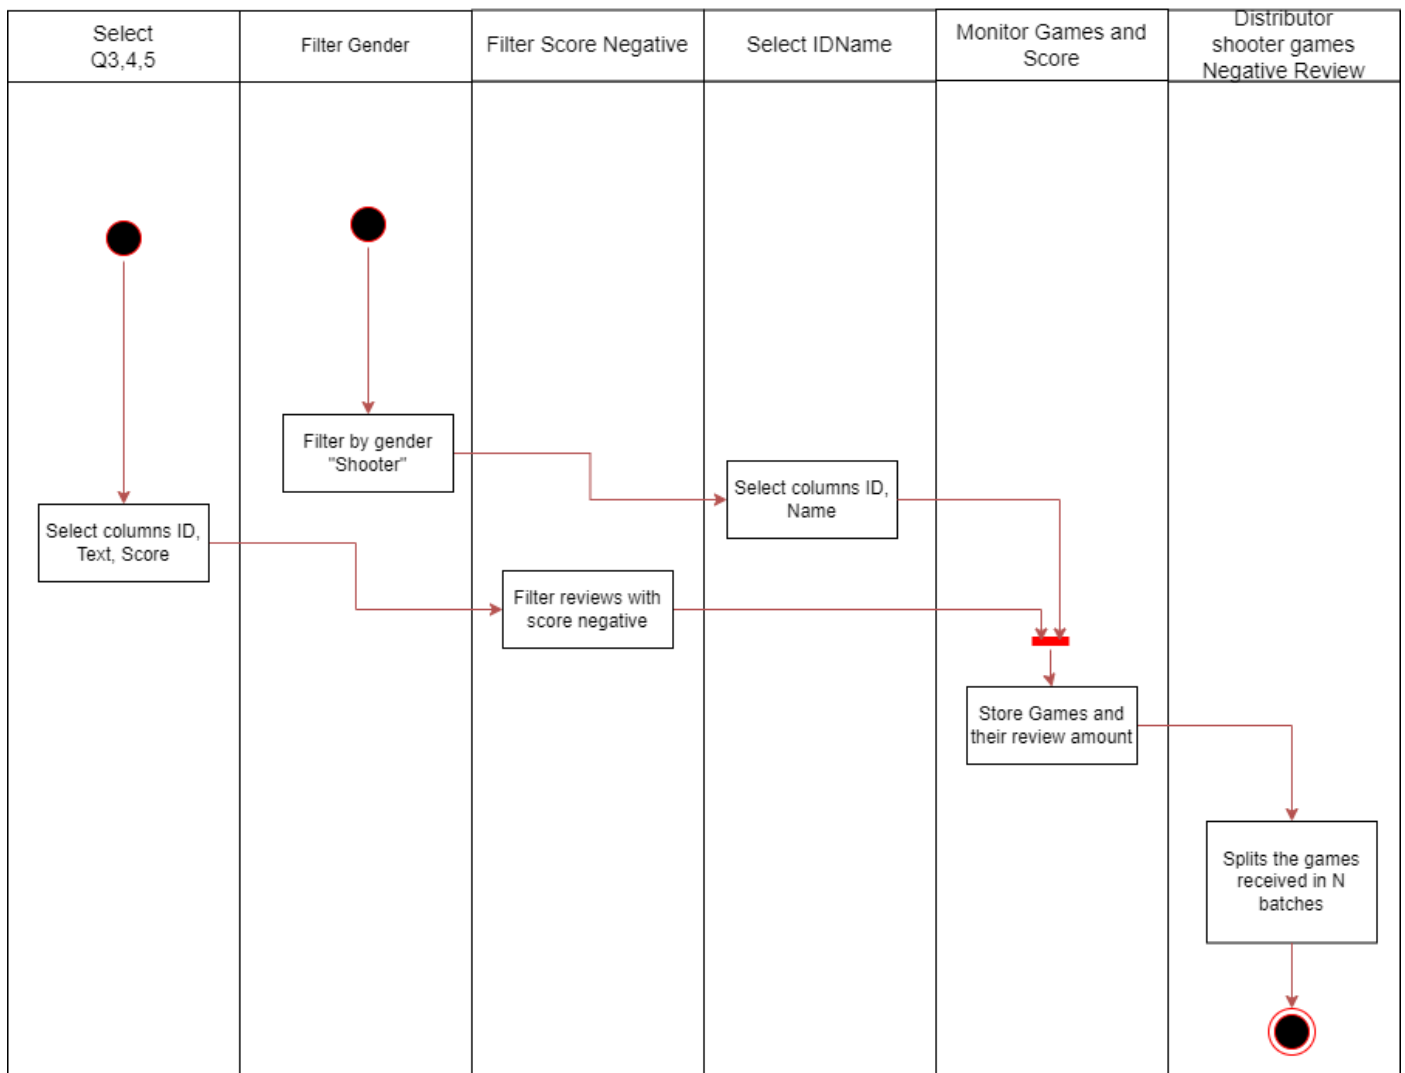 Select
Q3,4,5
Filter Gender
Filter Score Negative
Select IDName
Monitor Games and
Score
Distributor
shooter games
Negative Review
Filter by gender
"Shooter"
Select columns ID,
Name
Select columns ID,
Text, Score
Filter reviews with
score negative
Store Games and
their review amount
Splits the games
received in N
batches